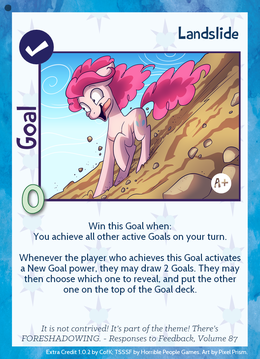 Landslide
Goal
0
A+
Win this Goal when:
You achieve all other active Goals on your turn.
Whenever the player who achieves this Goal activates
a New Goal power, they may draw 2 Goals. They may
then choose which one to reveal, and put the other
one on the top of the Goal deck.
It is not contrived! It's part of the theme! There's
FORESHADOWING. - Responses to Feedback, Volume 87
Extra Credit 1.0.2 by CofK, TSSSF by Horrible People Games. Art by Pixel Prism.